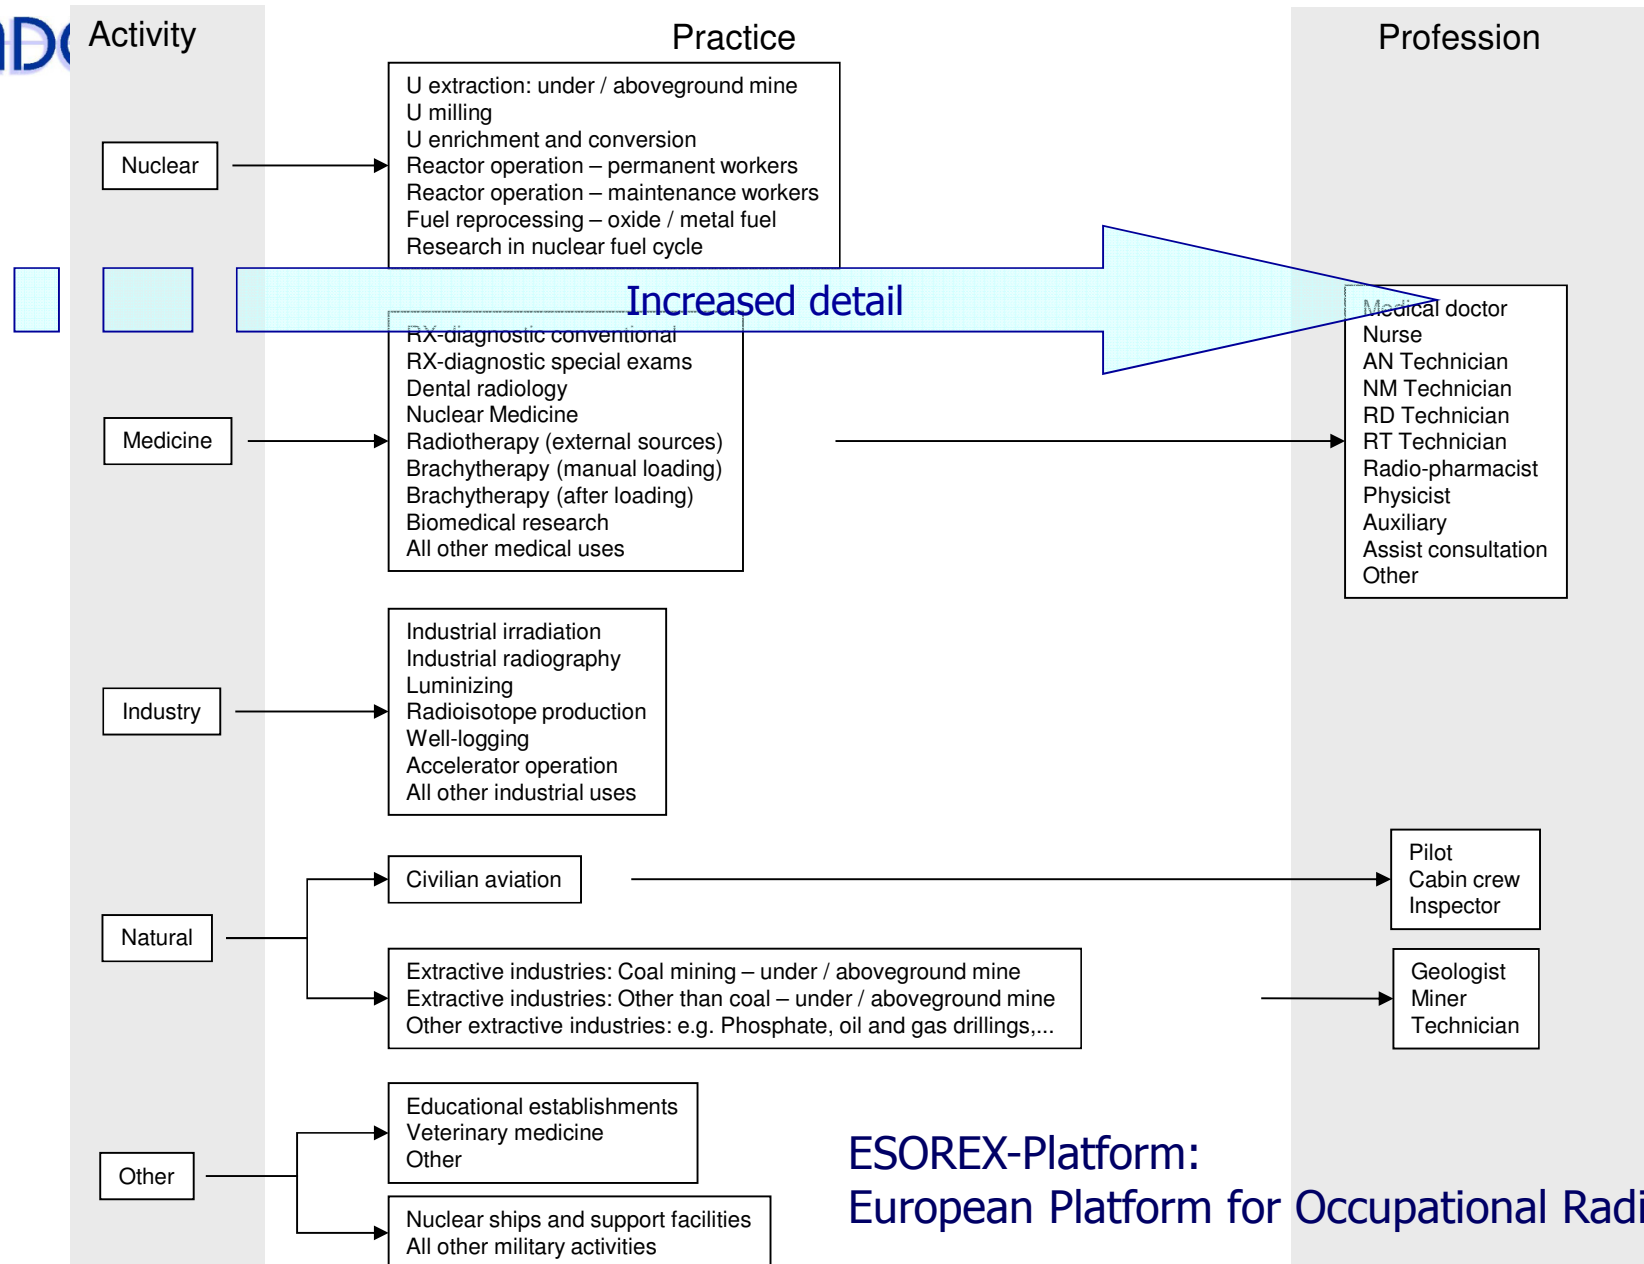 Activity
Practice
Profession
Nuclear
U extraction: under / aboveground mine
U milling
U enrichment and conversion
Reactor operation – permanent workers
Reactor operation – maintenance workers
Fuel reprocessing – oxide / metal fuel
Research in nuclear fuel cycle
Increased detail
Medicine
RX-diagnostic conventional
RX-diagnostic special exams
Dental radiology
Nuclear Medicine
Radiotherapy (external sources)
Brachytherapy (manual loading)
Brachytherapy (after loading)
Biomedical research
All other medical uses
Medical doctor
Nurse
AN Technician
NM Technician
RD Technician
RT Technician
Radio-pharmacist
Physicist
Auxiliary
Assist consultation
Other
Industry
Industrial irradiation
Industrial radiography
Luminizing
Radioisotope production
Well-logging
Accelerator operation
All other industrial uses
Natural
Civilian aviation
Pilot
Cabin crew
Inspector
Extractive industries: Coal mining – under / aboveground mine
Extractive industries: Other than coal – under / aboveground mine
Other extractive industries: e.g. Phosphate, oil and gas drillings,...
Geologist
Miner
Technician
Other
Educational establishments
Veterinary medicine
Other
Nuclear ships and support facilities
All other military activities
ESOREX-Platform:
European Platform for Occupational Radi